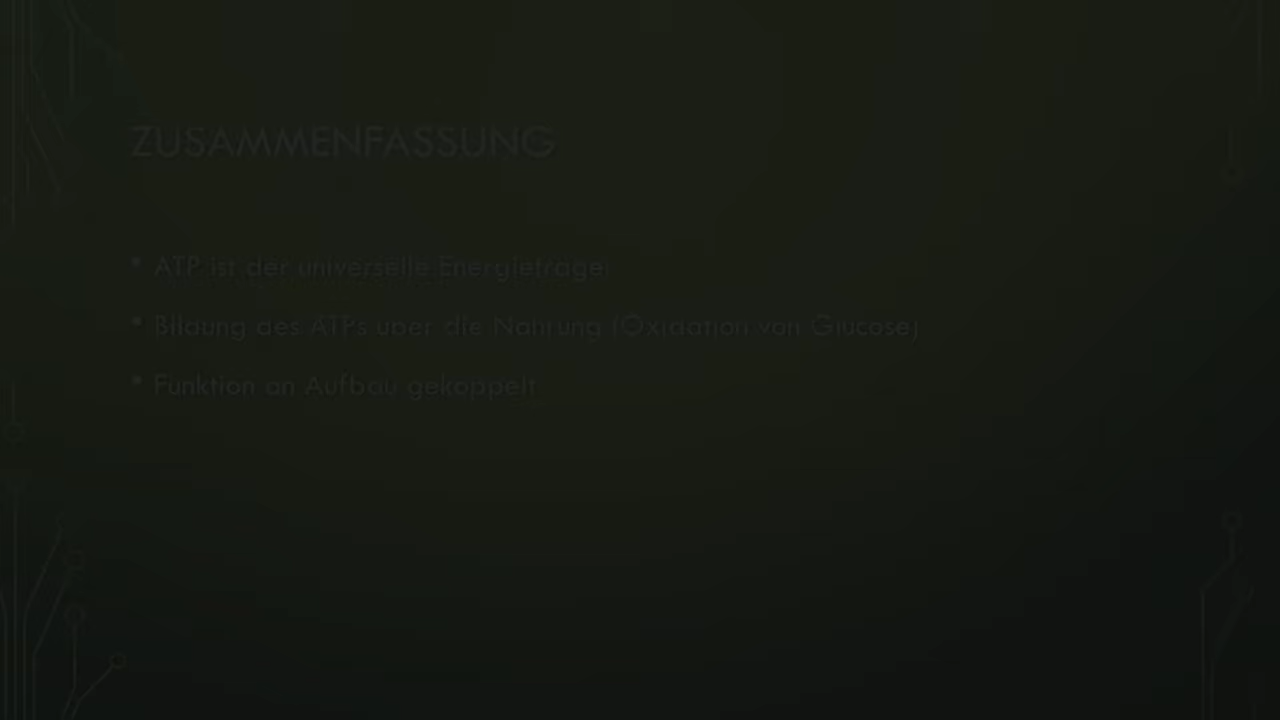 ZUSAMMENFASSUNG
• ATP ist der universelle Energieträger
• Bildung des ATPs über die Nahrung (Oxidation von Glucose)
• Funktion an Aufbau gekoppelt